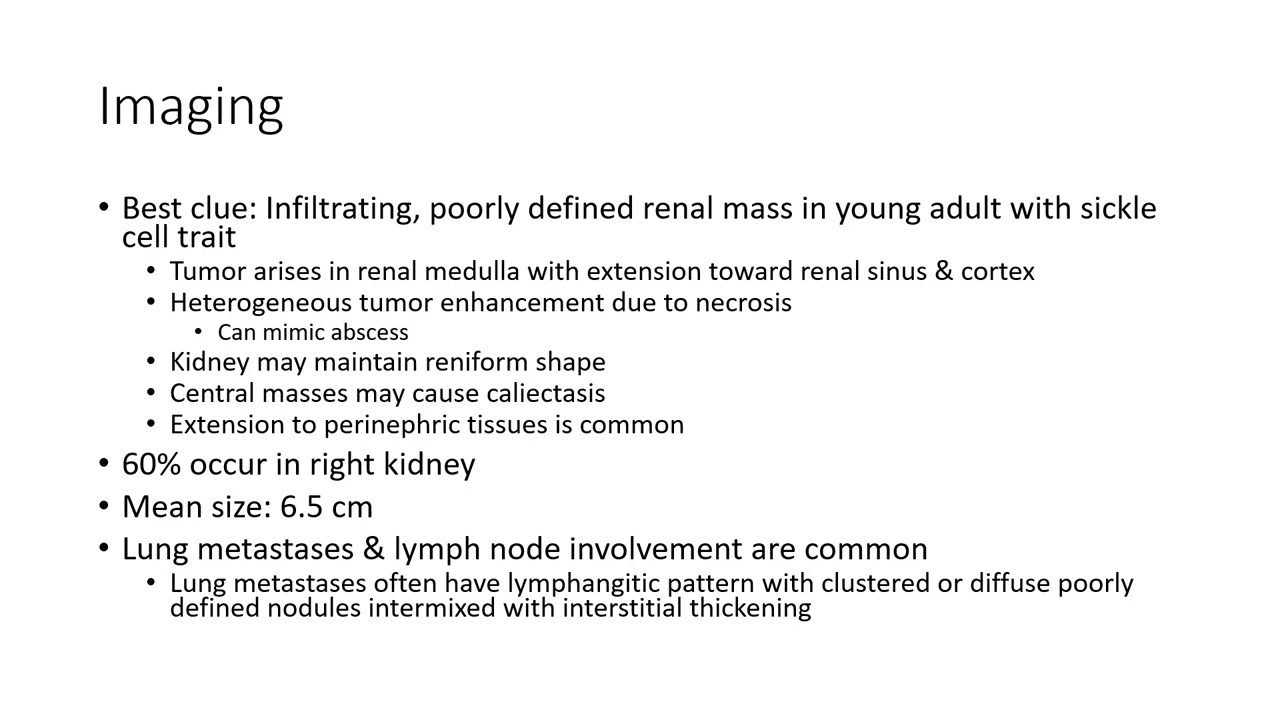 Imaging
• Best clue: Infiltrating, poorly defined renal mass in young adult with sickle
cell trait
• Tumor arises in renal medulla with extension toward renal sinus & cortex
• Heterogeneous tumor enhancement due to necrosis
• Can mimic abscess
• Kidney may maintain reniform shape
• Central masses may cause caliectasis
• Extension to perinephric tissues is common
• 60% occur in right kidney
• Mean size: 6.5 cm
• Lung metastases & lymph node involvement are common
• Lung metastases often have lymphangitic pattern with clustered or diffuse poorly
defined nodules intermixed with interstitial thickening